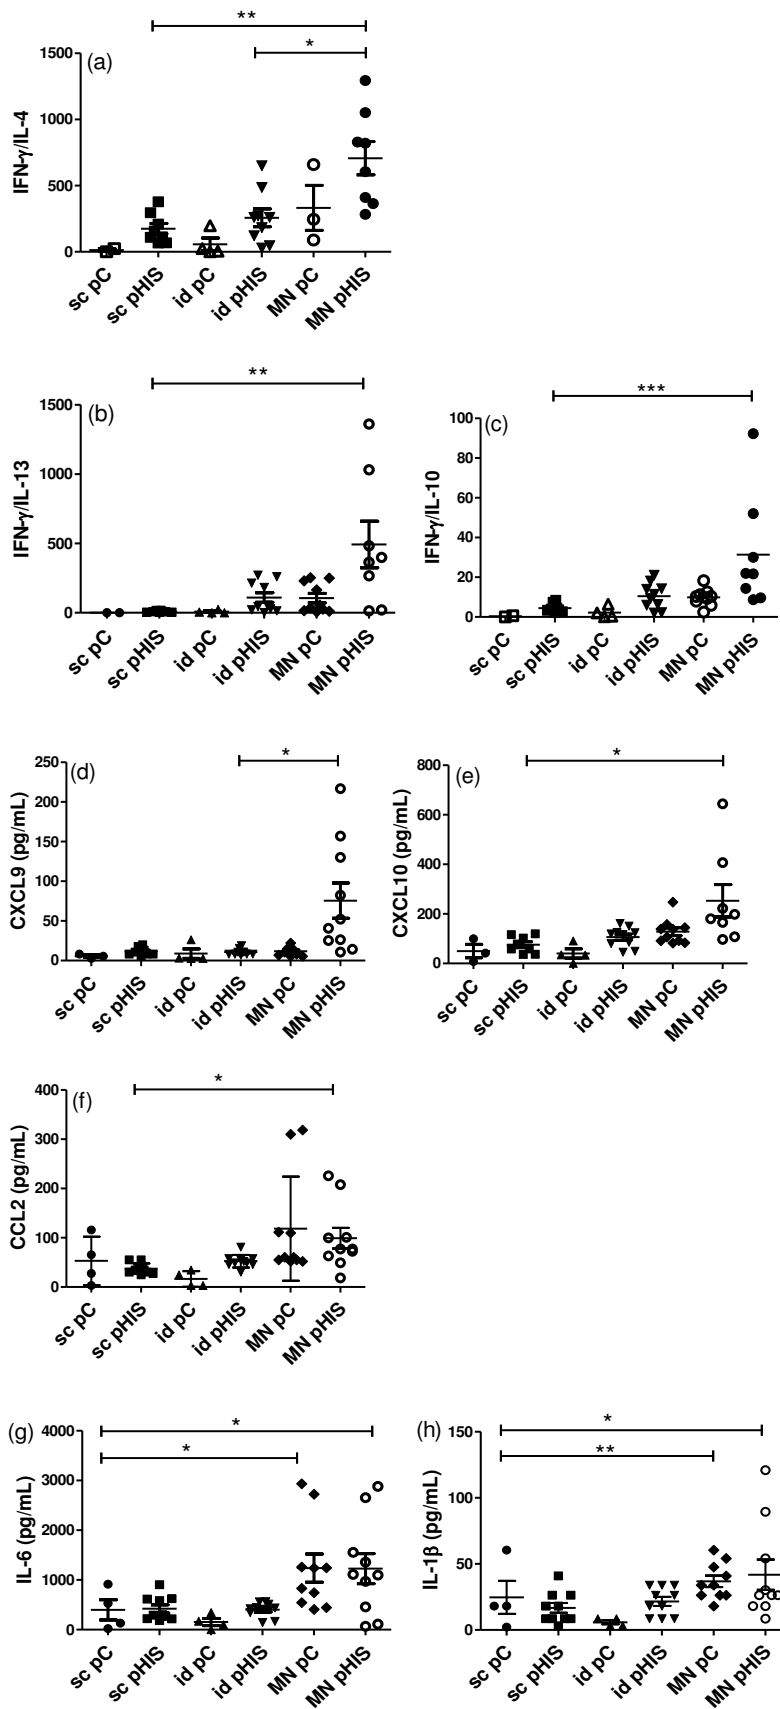 **
*
(a)
IFN-γ/IL-4
1500
1000
500
0
sc pC
sc pHIS
id pC
id pHIS
MN pC
MN pHIS
**
(b)
IFN-γ/IL-13
1500
1000
500
0
sc pC
sc pHIS
id pC
id pHIS
MN pC
MN pHIS
***
(c)
IFN-γ/IL-10
100
80
60
40
20
0
sc pC
sc pHIS
id pC
id pHIS
MN pC
MN pHIS
*
(d)
CXCL9 (pg/mL)
250
200
150
100
50
0
sc pC
sc pHIS
id pC
id pHIS
MN pC
MN pHIS
*
(e)
CXCL10 (pg/mL)
800
600
400
200
0
sc pC
sc pHIS
id pC
id pHIS
MN pC
MN pHIS
*
(f)
CCL2 (pg/mL)
400
300
200
100
0
sc pC
sc pHIS
id pC
id pHIS
MN pC
MN pHIS
*
*
(g)
IL-6 (pg/mL)
4000
3000
2000
1000
0
sc pC
sc pHIS
id pC
id pHIS
MN pC
MN pHIS
*
**
(h)
IL-1β (pg/mL)
150
100
50
0
sc pC
sc pHIS
id pC
id pHIS
MN pC
MN pHIS